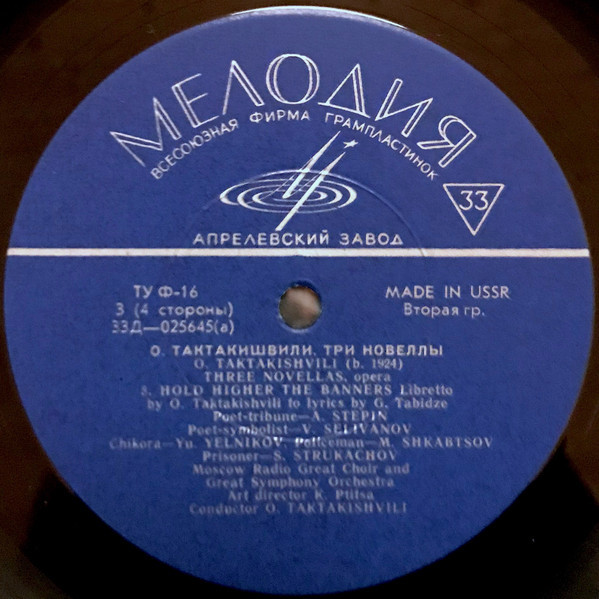 МЕЛОДИЯ
ВСЕСОЮЗНАЯ ФИРМА ГРАМПЛАСТИНОК
33
АПРЕЛЕВСКИЙ ЗАВОД
ТУ Ф-16
3 (4 стороны)
33Д—025645(а)
MADE IN USSR
Вторая гр.
О. ТАКТАКИШВИЛИ. ТРИ НОВЕЛЛЫ
O. TAKTAKISHVILI (b. 1924)
THREE NOVELLAS, opera
3. HOLD HIGHER THE BANNERS Libretto
by O. Taktakishvili to lyrics by G. Tabidze
Poet-tribune—A. STEPIN
Poet-symbolist—V. SELIVANOV
Chikora—Yu. YELNIKOV Policeman—M. SHKABTSOV
Prisoner—S. STRUKACHOV
Moscow Radio Great Choir and
Great Symphony Orchestra
Art director K. Ptitsa
Conductor O. TAKTAKISHVILI